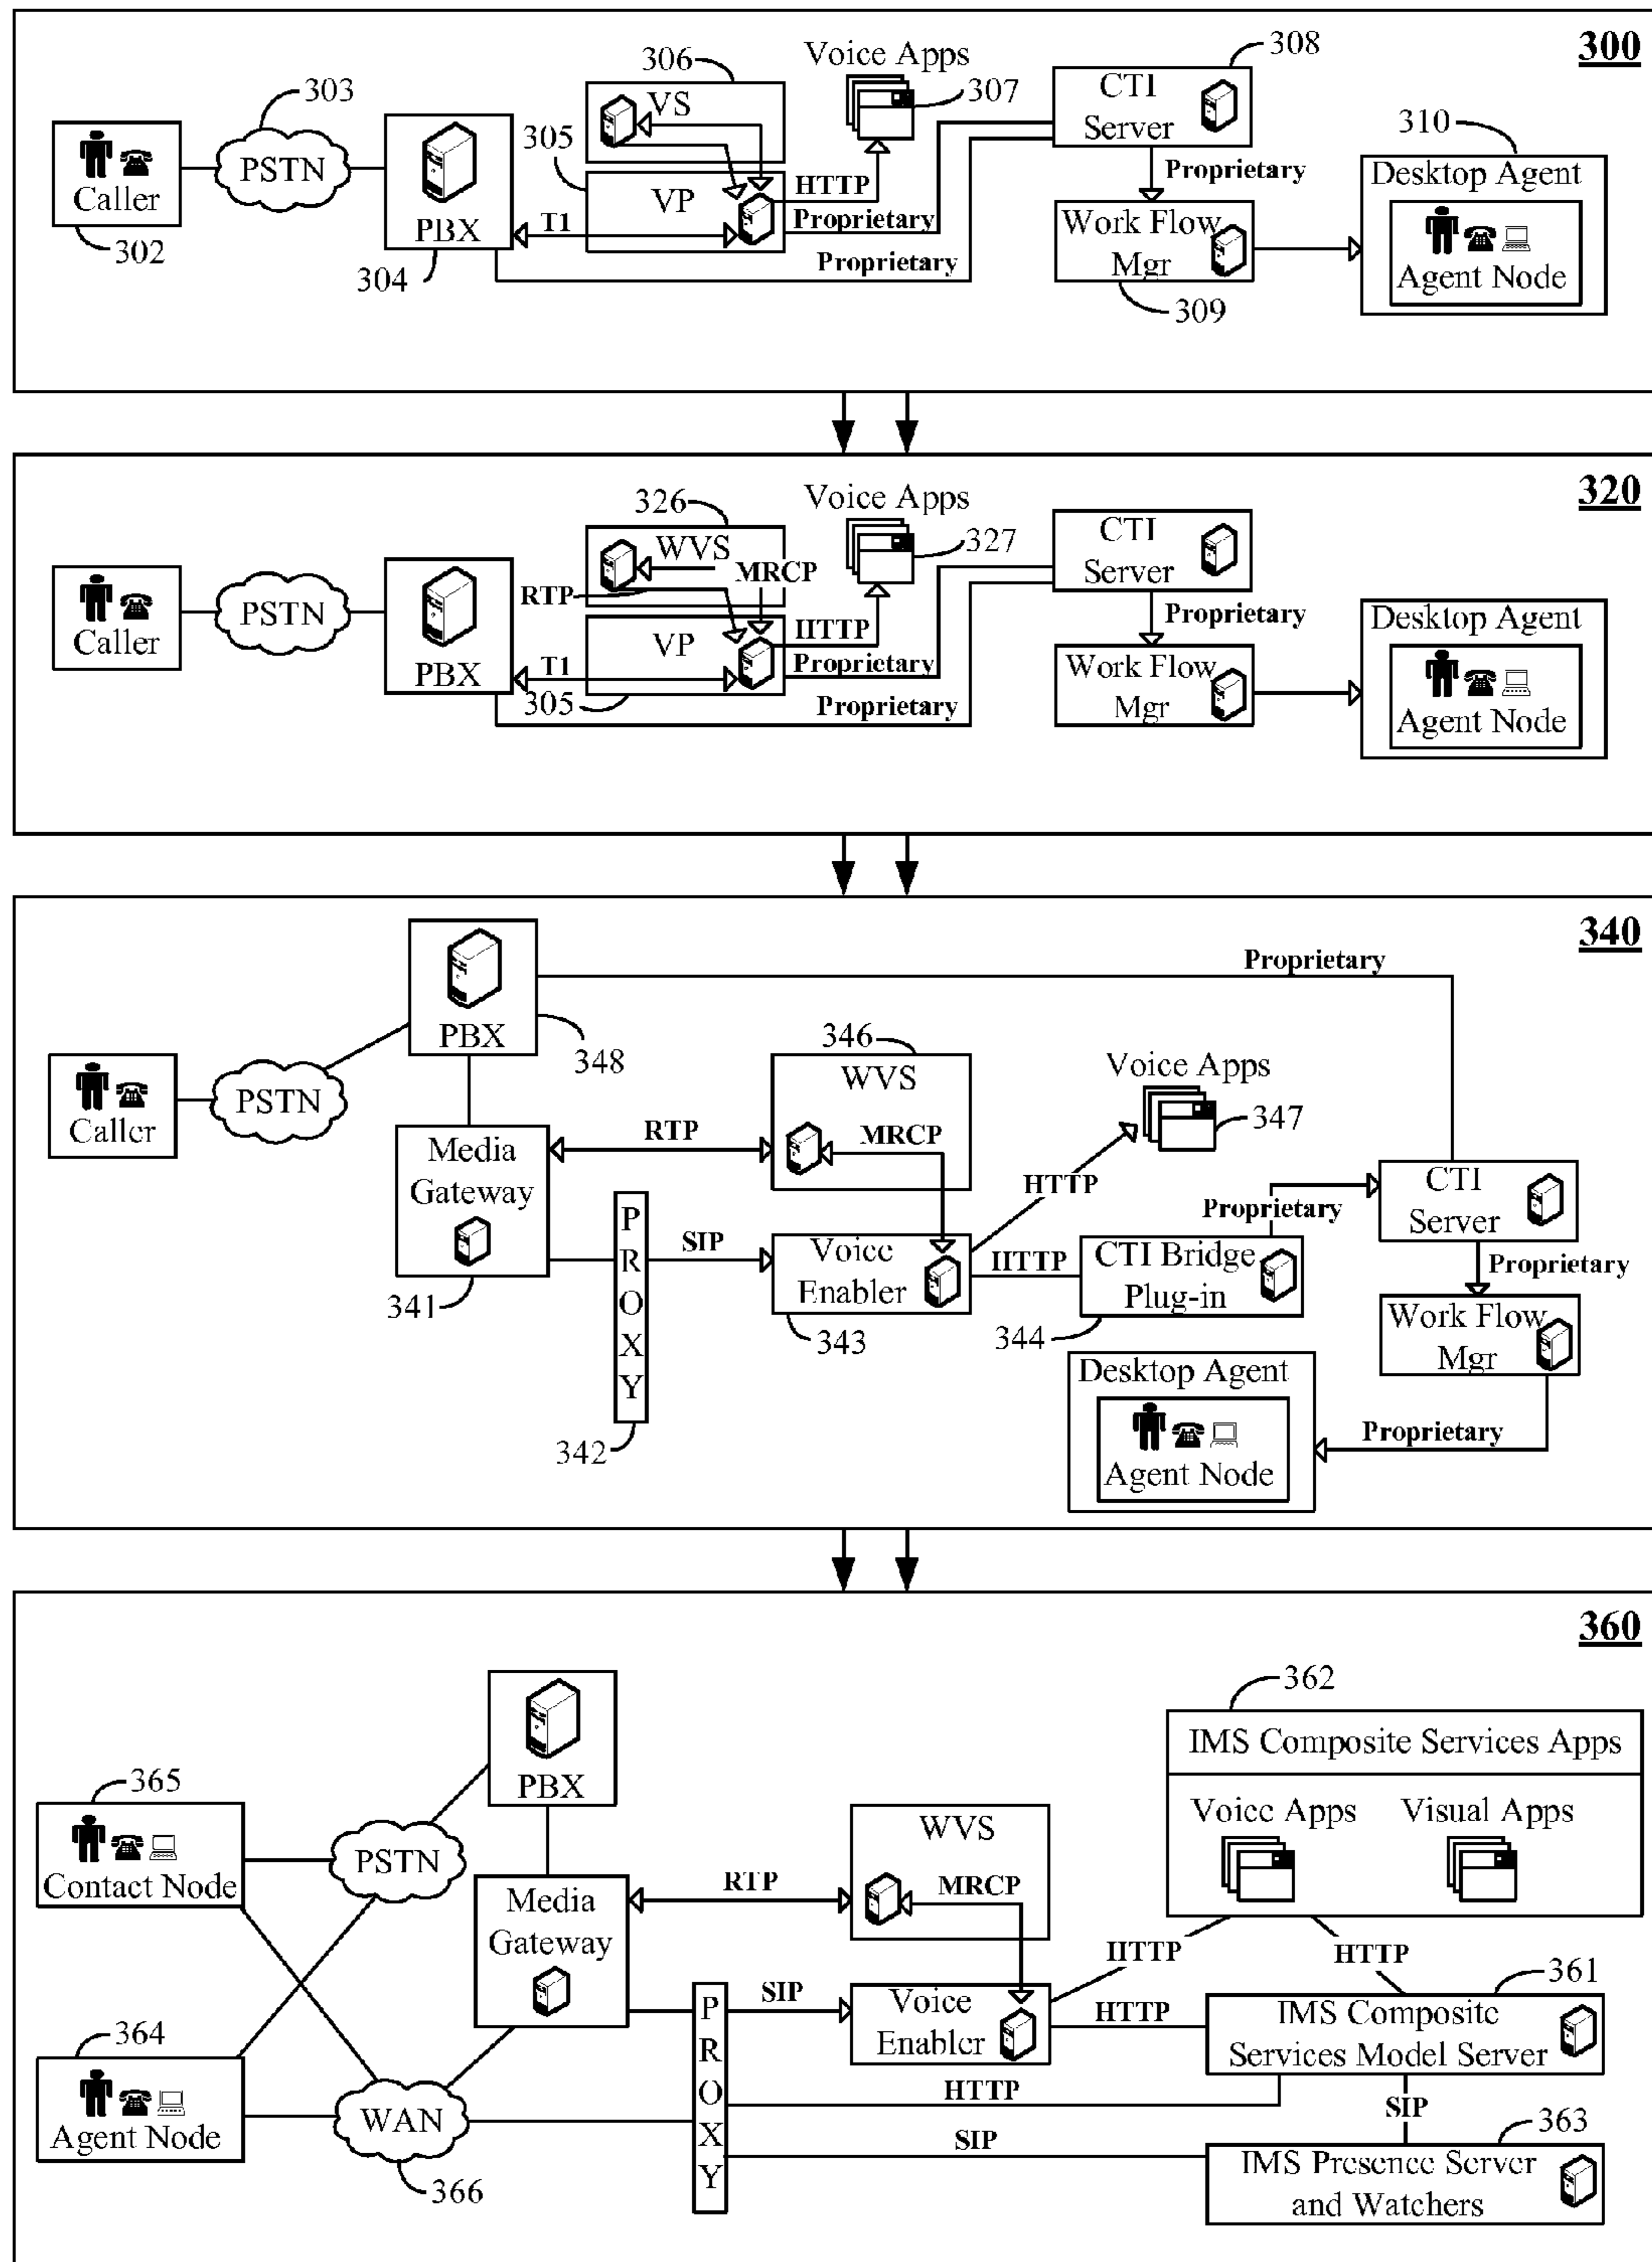 300
303
306
VS
Voice Apps
307
308
CTI
Server
310
305
PSTN
Caller
302
PBX
304
T1
VP
HTTP
Proprietary
Proprietary
Proprietary
Work Flow
Mgr
309
Desktop Agent
Agent Node
320
326
WVS
Voice Apps
327
CTI
Server
MRCP
RTP
PSTN
Caller
PBX
T1
305
VP
HTTP
Proprietary
Proprietary
Proprietary
Work Flow
Mgr
Desktop Agent
Agent Node
340
Proprietary
PBX
348
346
WVS
Voice Apps
347
PSTN
Caller
Media
Gateway
341
RTP
MRCP
HTTP
CTI
Server
Proprietary
PROXY
342
SIP
Voice
Enabler
343
HTTP
CTI Bridge
Plug-in
344
Proprietary
Work Flow
Mgr
Desktop Agent
Agent Node
Proprietary
360
362
IMS Composite Services Apps
Voice Apps
Visual Apps
PBX
365
Contact Node
PSTN
WVS
Media
Gateway
RTP
MRCP
HTTP
HTTP
361
364
Agent Node
WAN
366
PROXY
SIP
Voice
Enabler
HTTP
IMS Composite
Services Model Server
HTTP
SIP
363
SIP
IMS Presence Server
and Watchers